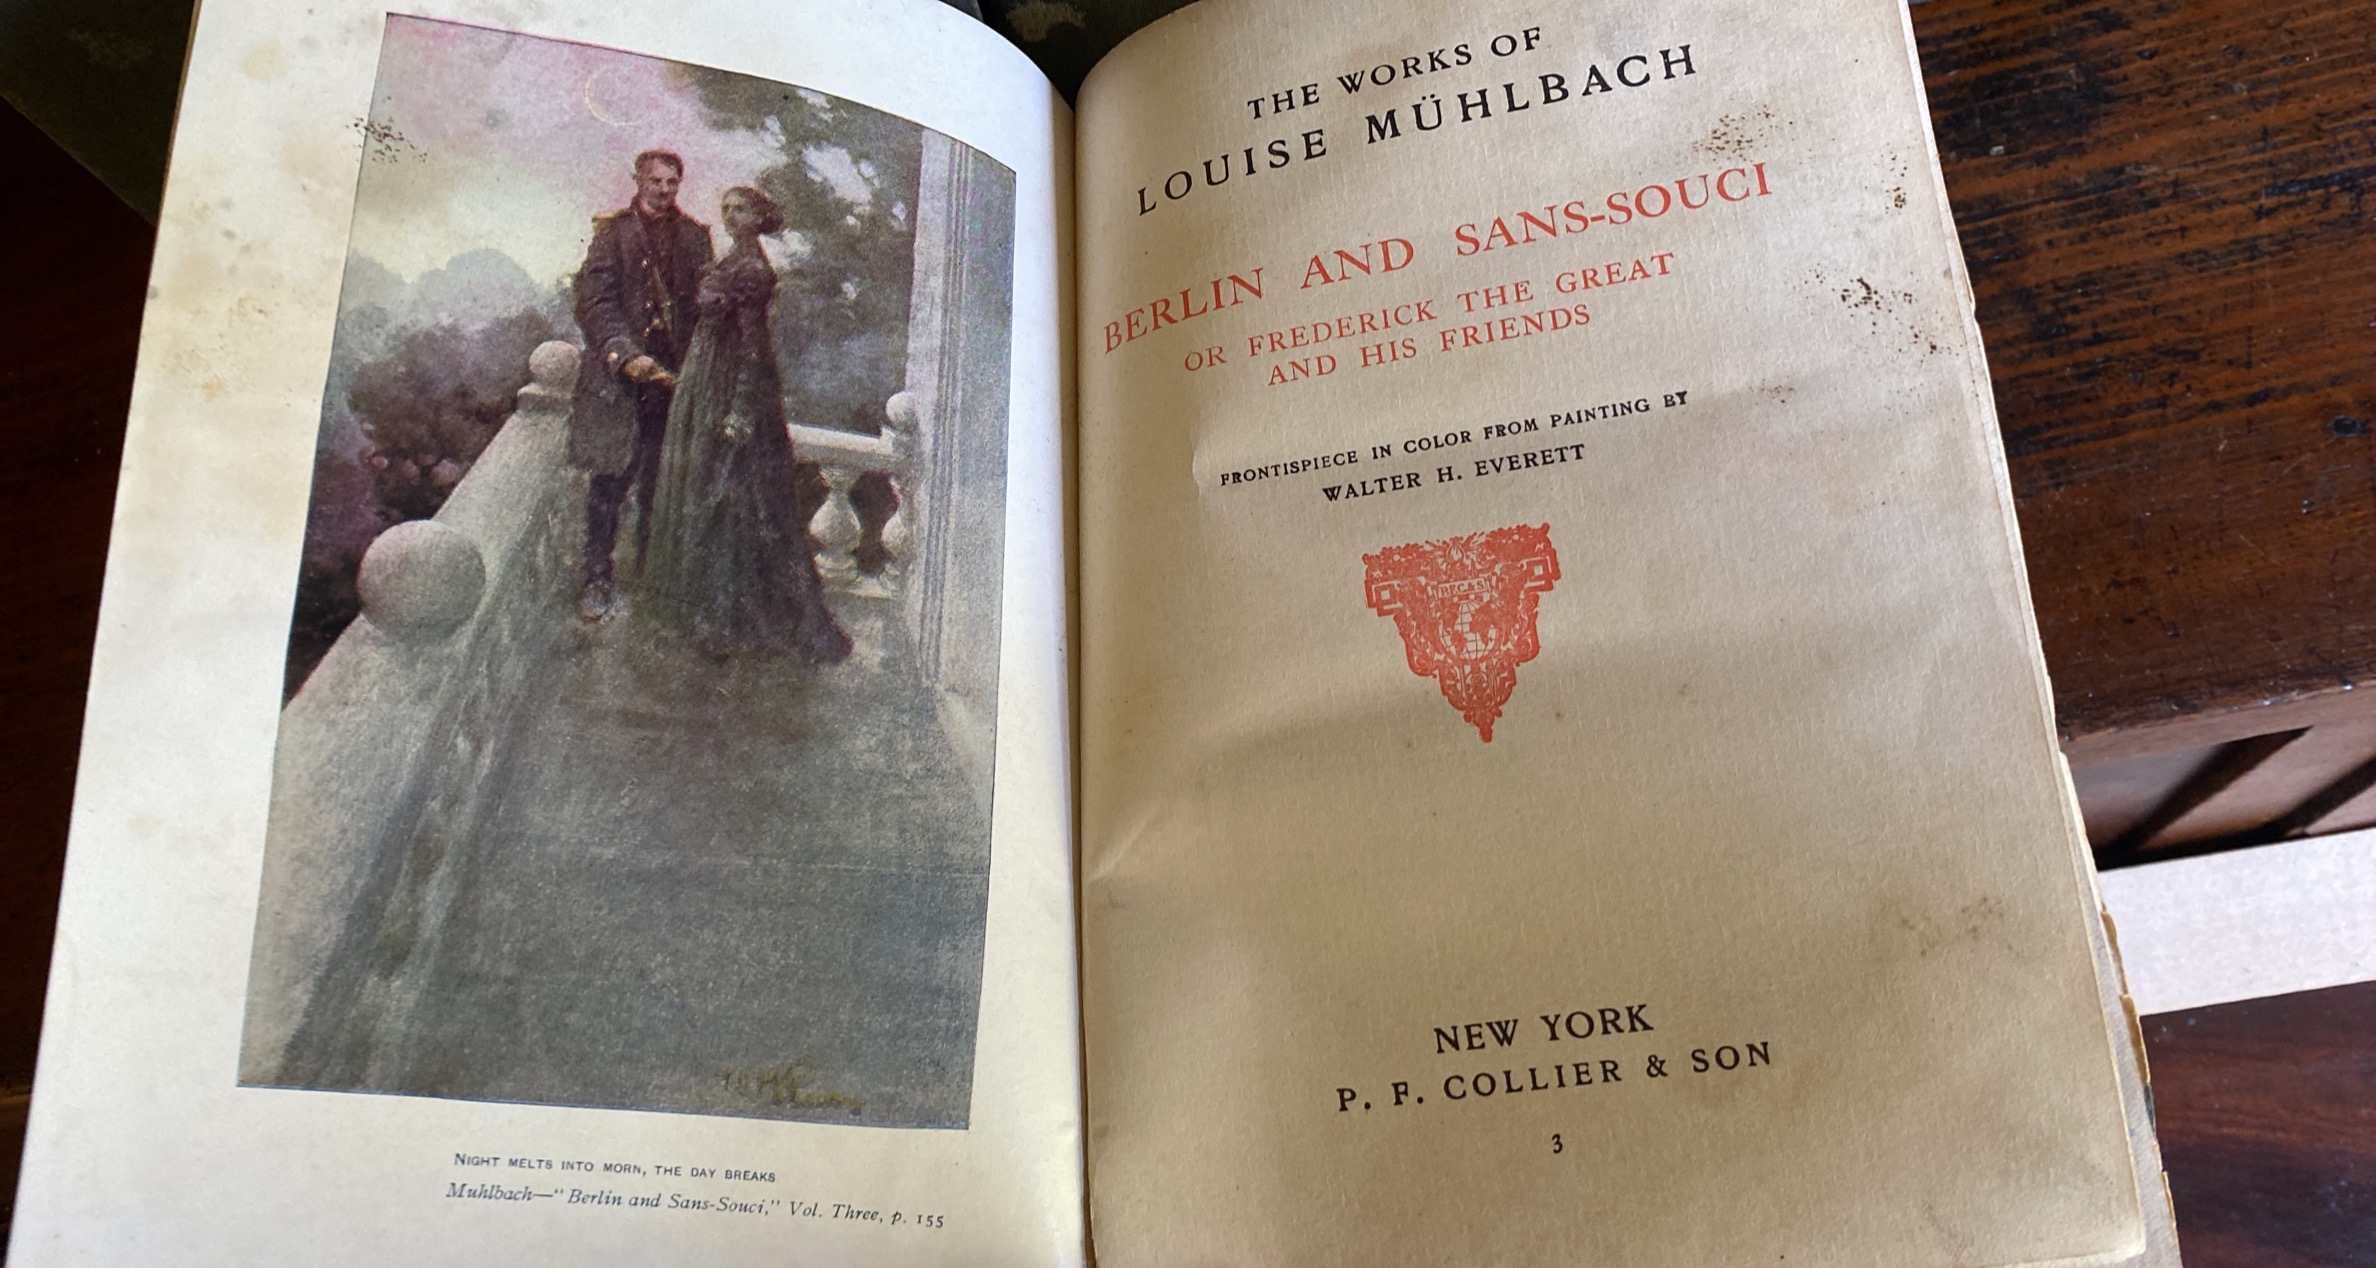 NIGHT MELTS INTO MORN, THE DAY BREAKS
Muhlbach—"Berlin and Sans-Souci," Vol. Three, p. 155
THE WORKS OF
LOUISE MÜHLBACH
BERLIN AND SANS-SOUCI
OR FREDERICK THE GREAT
AND HIS FRIENDS
FRONTISPIECE IN COLOR FROM PAINTING BY
WALTER H. EVERETT
P.F.C.&S.
NEW YORK
P. F. COLLIER & SON
3